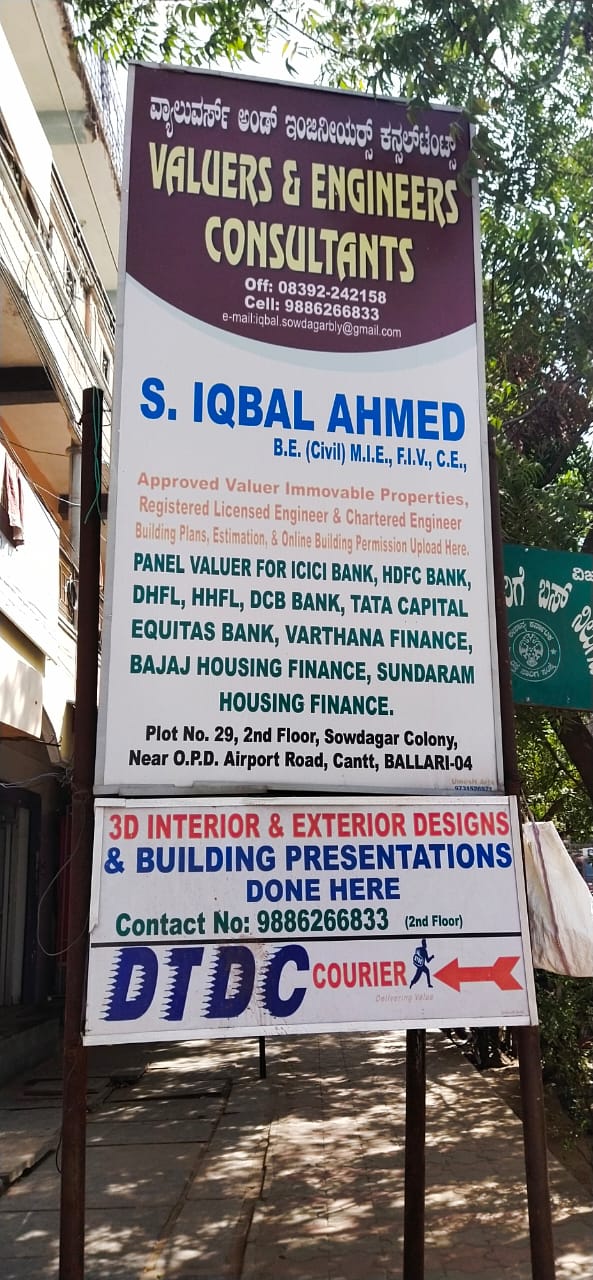 ವ್ಯಾಲುವರ್ಸ್ ಅಂಡ್ ಇಂಜಿನೀಯರ‍್ಸ್ ಕನ್ಸಲ್‌ಟೆಂಟ್ಸ್
VALUERS & ENGINEERS
CONSULTANTS
Off: 08392-242158
Cell: 9886266833
e-mail:iqbal.sowdagarbly@gmail.com
S. IQBAL AHMED
B.E. (Civil) M.I.E., F.I.V., C.E.,
Approved Valuer Immovable Properties,
Registered Licensed Engineer & Chartered Engineer
Building Plans, Estimation, & Online Building Permission Upload Here.
PANEL VALUER FOR ICICI BANK, HDFC BANK,
DHFL, HHFL, DCB BANK, TATA CAPITAL
EQUITAS BANK, VARTHANA FINANCE,
BAJAJ HOUSING FINANCE, SUNDARAM
HOUSING FINANCE.
Plot No. 29, 2nd Floor, Sowdagar Colony,
Near O.P.D. Airport Road, Cantt, BALLARI-04
3D INTERIOR & EXTERIOR DESIGNS
& BUILDING PRESENTATIONS
DONE HERE
Contact No: 9886266833 (2nd Floor)
DTDC COURIER
Delivering Value
ಬಸ್